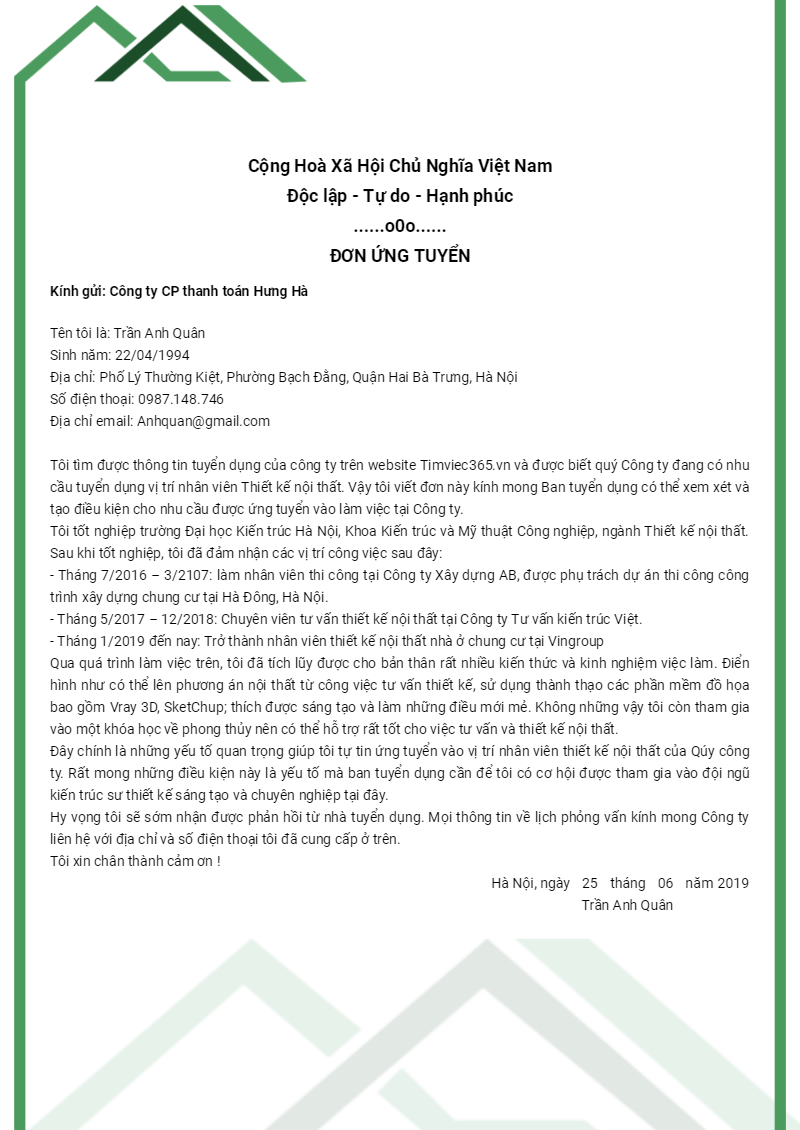 Cộng Hoà Xã Hội Chủ Nghĩa Việt Nam
Độc lập - Tự do - Hạnh phúc
......o0o......
ĐƠN ỨNG TUYỂN
Kính gửi: Công ty CP thanh toán Hưng Hà
Tên tôi là: Trần Anh Quân
Sinh năm: 22/04/1994
Địa chỉ: Phố Lý Thường Kiệt, Phường Bạch Đằng, Quận Hai Bà Trưng, Hà Nội
Số điện thoại: 0987.148.746
Địa chỉ email: Anhquan@gmail.com
Tôi tìm được thông tin tuyển dụng của công ty trên website Timviec365.vn và được biết quý Công ty đang có nhu
cầu tuyển dụng vị trí nhân viên Thiết kế nội thất. Vậy tôi viết đơn này kính mong Ban tuyển dụng có thể xem xét và
tạo điều kiện cho nhu cầu được ứng tuyển vào làm việc tại Công ty.
Tôi tốt nghiệp trường Đại học Kiến trúc Hà Nội, Khoa Kiến trúc và Mỹ thuật Công nghiệp, ngành Thiết kế nội thất.
Sau khi tốt nghiệp, tôi đã đảm nhận các vị trí công việc sau đây:
- Tháng 7/2016 – 3/2107: làm nhân viên thi công tại Công ty Xây dựng AB, được phụ trách dự án thi công công
trình xây dựng chung cư tại Hà Đông, Hà Nội.
- Tháng 5/2017 – 12/2018: Chuyên viên tư vấn thiết kế nội thất tại Công ty Tư vấn kiến trúc Việt.
- Tháng 1/2019 đến nay: Trở thành nhân viên thiết kế nội thất nhà ở chung cư tại Vingroup
Qua quá trình làm việc trên, tôi đã tích lũy được cho bản thân rất nhiều kiến thức và kinh nghiệm việc làm. Điển
hình như có thể lên phương án nội thất từ công việc tư vấn thiết kế, sử dụng thành thạo các phần mềm đồ họa
bao gồm Vray 3D, SketChup; thích được sáng tạo và làm những điều mới mẻ. Không những vậy tôi còn tham gia
vào một khóa học về phong thủy nên có thể hỗ trợ rất tốt cho việc tư vấn và thiết kế nội thất.
Đây chính là những yếu tố quan trọng giúp tôi tự tin ứng tuyển vào vị trí nhân viên thiết kế nội thất của Qúy công
ty. Rất mong những điều kiện này là yếu tố mà ban tuyển dụng cần để tôi có cơ hội được tham gia vào đội ngũ
kiến trúc sư thiết kế sáng tạo và chuyên nghiệp tại đây.
Hy vọng tôi sẽ sớm nhận được phản hồi từ nhà tuyển dụng. Mọi thông tin về lịch phỏng vấn kính mong Công ty
liên hệ với địa chỉ và số điện thoại tôi đã cung cấp ở trên.
Tôi xin chân thành cảm ơn !
Hà Nội, ngày 25 tháng 06 năm 2019
Trần Anh Quân